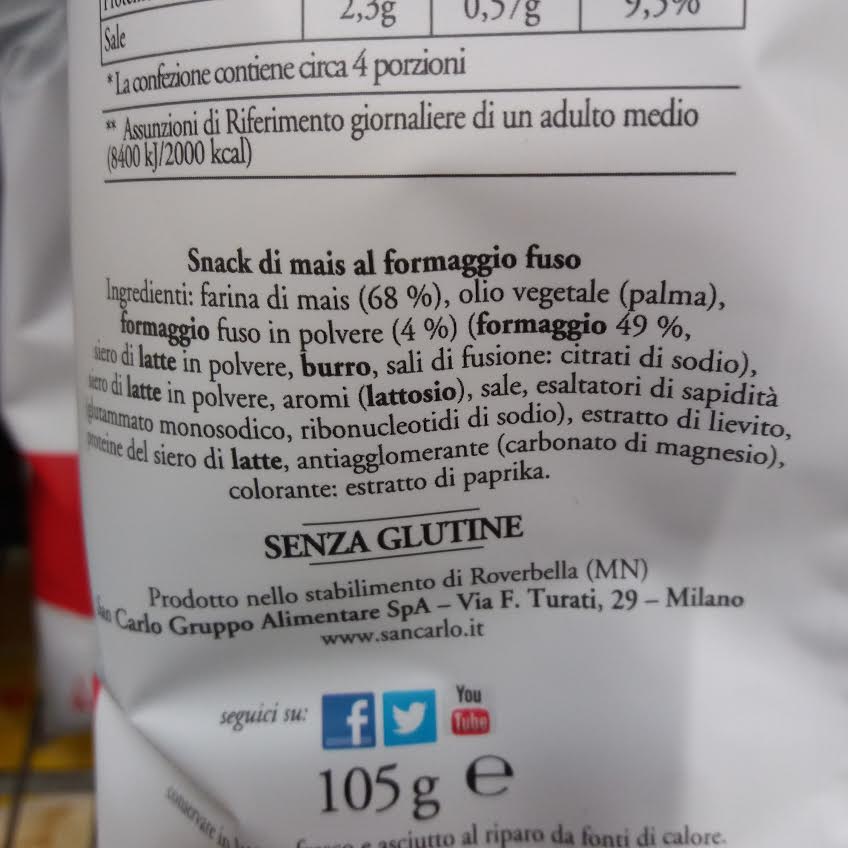 2,3g 0,57g 9,5%
Sale
*La confezione contiene circa 4 porzioni
** Assunzioni di Riferimento giornaliere di un adulto medio
(8400 kJ/2000 kcal)
Snack di mais al formaggio fuso
Ingredienti: farina di mais (68 %), olio vegetale (palma),
formaggio fuso in polvere (4 %) (formaggio 49 %,
siero di latte in polvere, burro, sali di fusione: citrati di sodio),
siero di latte in polvere, aromi (lattosio), sale, esaltatori di sapidità
glutammato monosodico, ribonucleotidi di sodio), estratto di lievito,
proteine del siero di latte, antiagglomerante (carbonato di magnesio),
colorante: estratto di paprika.
SENZA GLUTINE
Prodotto nello stabilimento di Roverbella (MN)
San Carlo Gruppo Alimentare SpA – Via F. Turati, 29 – Milano
www.sancarlo.it
seguici su: f You Tube
105 g e
conservare in e asciutto al riparo da fonti di calore.